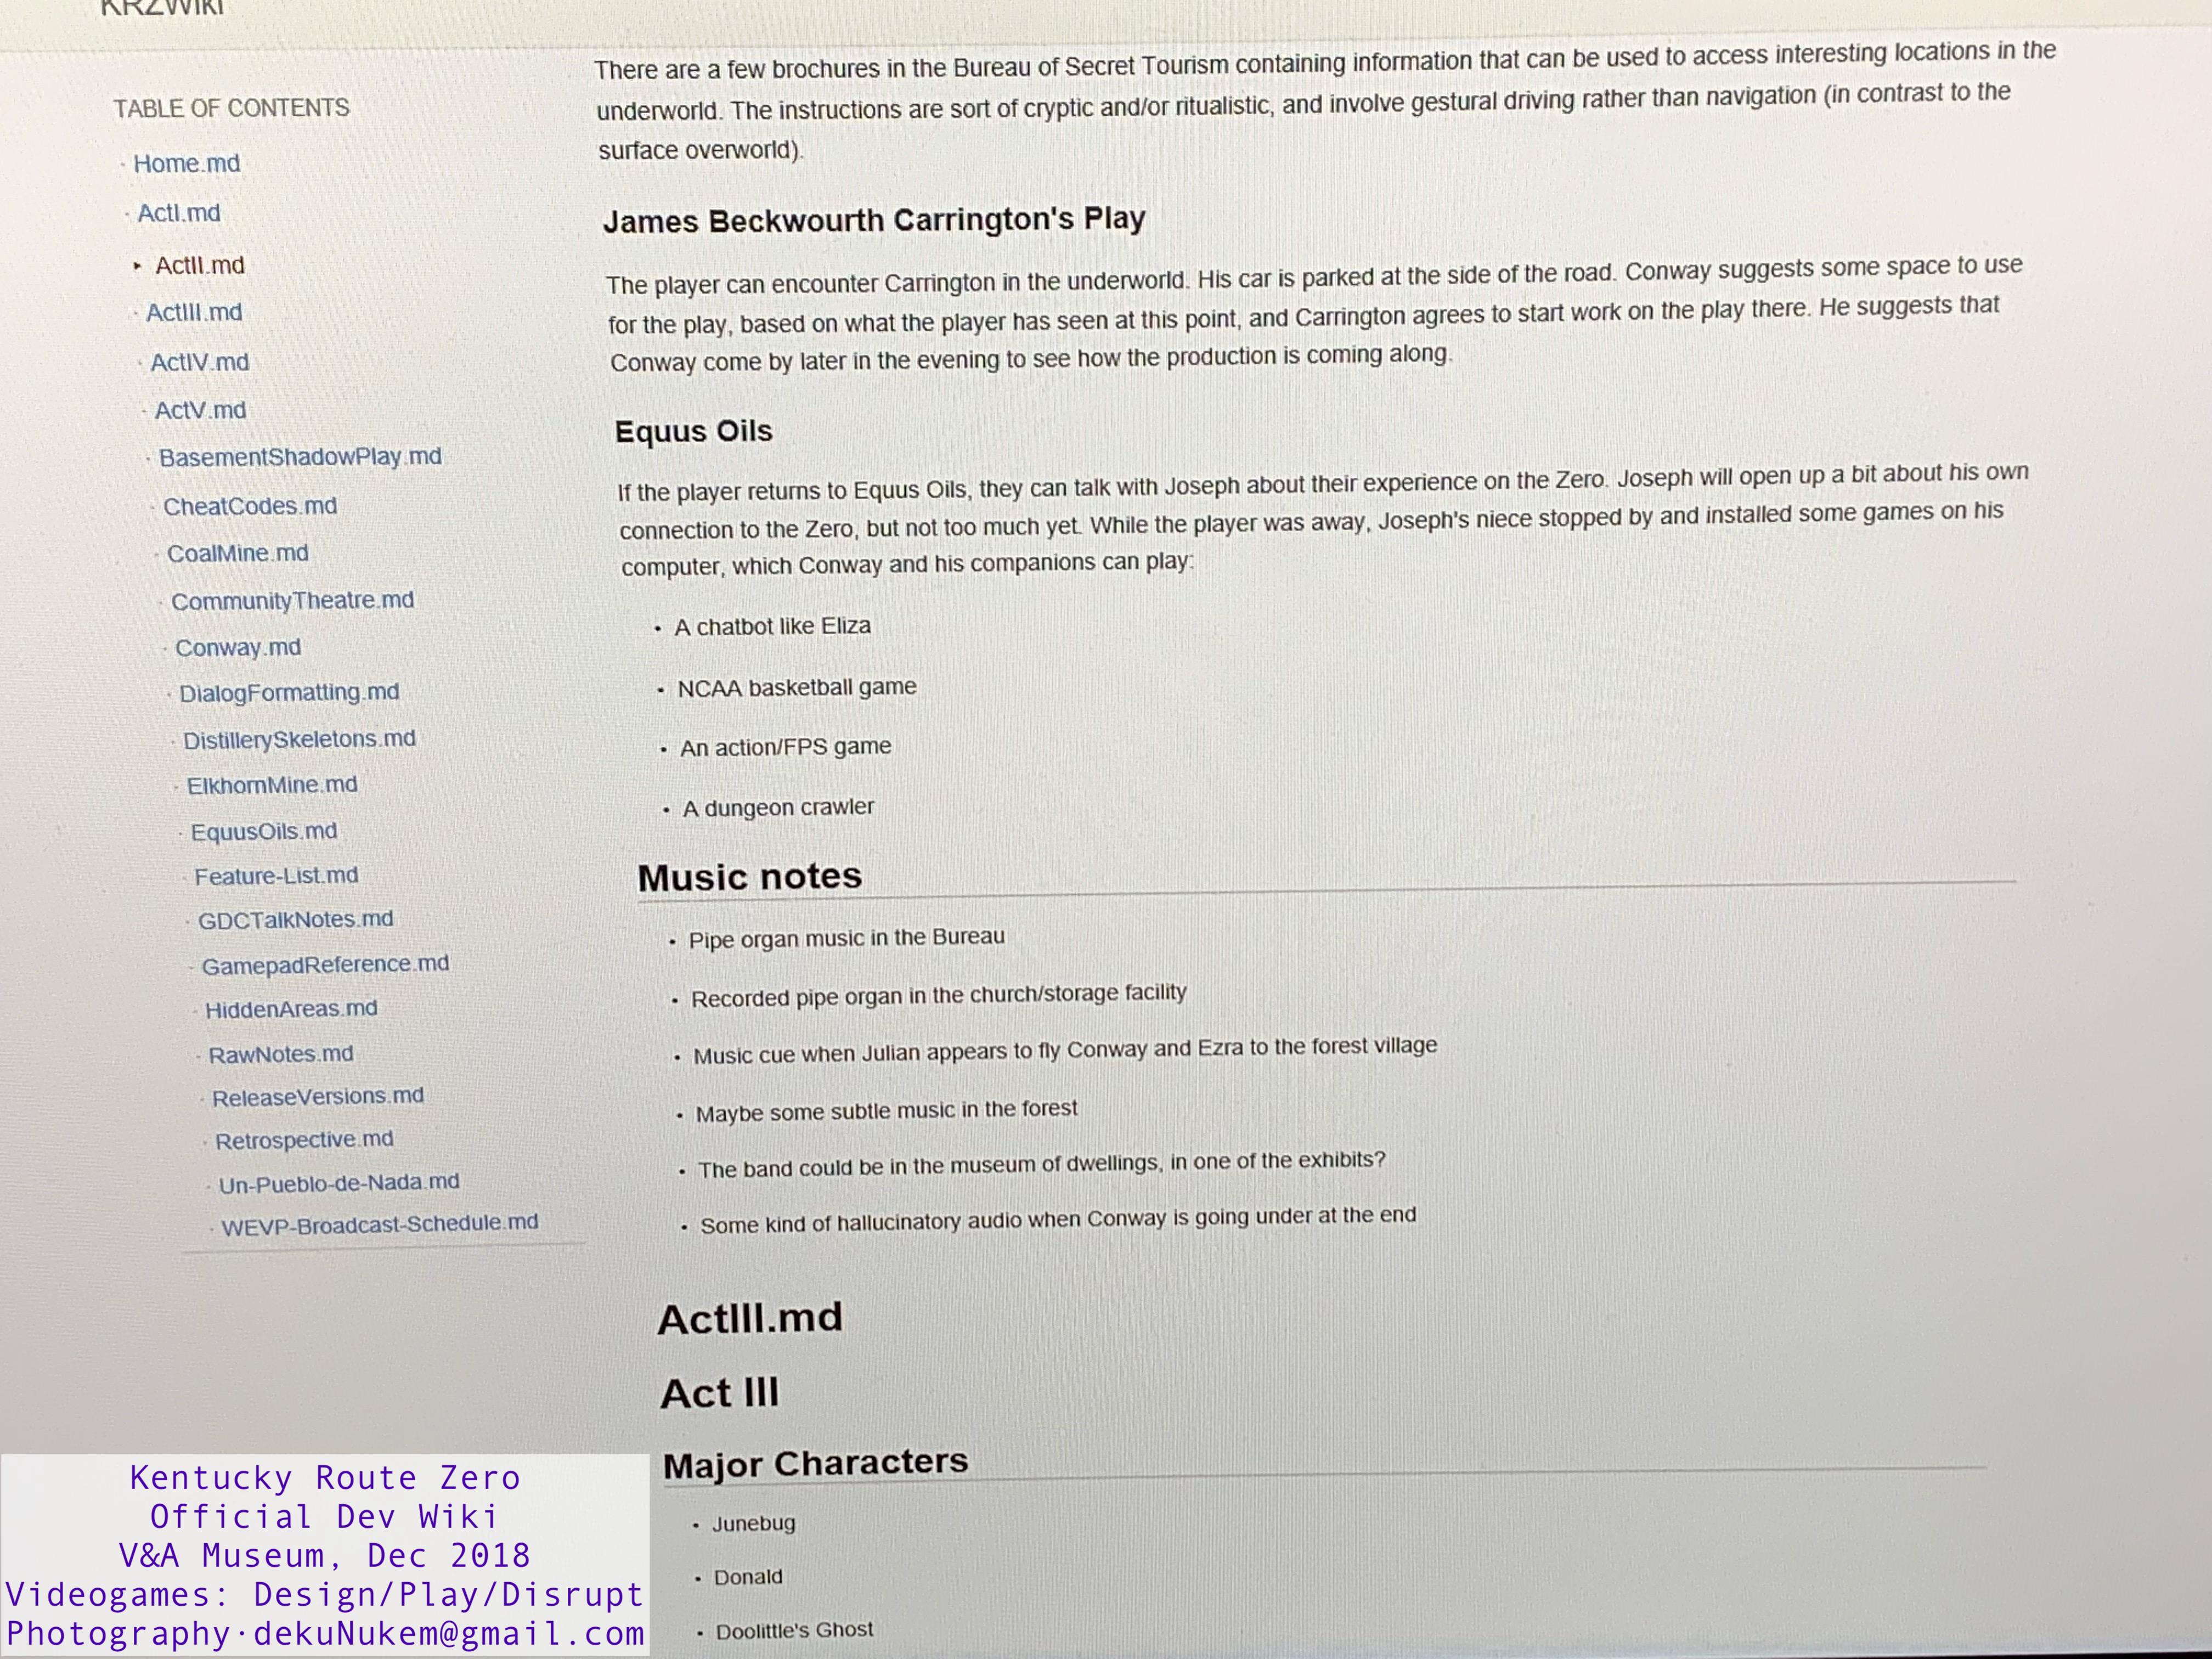 KRZWiki
TABLE OF CONTENTS
Home.md
ActI.md
ActII.md
ActIII.md
ActIV.md
ActV.md
BasementShadowPlay.md
CheatCodes.md
CoalMine.md
CommunityTheatre.md
Conway.md
DialogFormatting.md
DistillerySkeletons.md
ElkhornMine.md
EquusOils.md
Feature-List.md
GDCTalkNotes.md
GamepadReference.md
HiddenAreas.md
RawNotes.md
ReleaseVersions.md
Retrospective.md
Un-Pueblo-de-Nada.md
WEVP-Broadcast-Schedule.md
There are a few brochures in the Bureau of Secret Tourism containing information that can be used to access interesting locations in the
underworld. The instructions are sort of cryptic and/or ritualistic, and involve gestural driving rather than navigation (in contrast to the
surface overworld).
James Beckwourth Carrington's Play
The player can encounter Carrington in the underworld. His car is parked at the side of the road. Conway suggests some space to use
for the play, based on what the player has seen at this point, and Carrington agrees to start work on the play there. He suggests that
Conway come by later in the evening to see how the production is coming along.
Equus Oils
If the player returns to Equus Oils, they can talk with Joseph about their experience on the Zero. Joseph will open up a bit about his own
connection to the Zero, but not too much yet. While the player was away, Joseph's niece stopped by and installed some games on his
computer, which Conway and his companions can play:
• A chatbot like Eliza
• NCAA basketball game
• An action/FPS game
• A dungeon crawler
Music notes
• Pipe organ music in the Bureau
• Recorded pipe organ in the church/storage facility
• Music cue when Julian appears to fly Conway and Ezra to the forest village
• Maybe some subtle music in the forest
• The band could be in the museum of dwellings, in one of the exhibits?
• Some kind of hallucinatory audio when Conway is going under at the end
ActIII.md
Act III
Major Characters
• Junebug
• Donald
• Doolittle's Ghost
Kentucky Route Zero
Official Dev Wiki
V&A Museum, Dec 2018
Videogames: Design/Play/Disrupt
Photography·dekuNukem@gmail.com